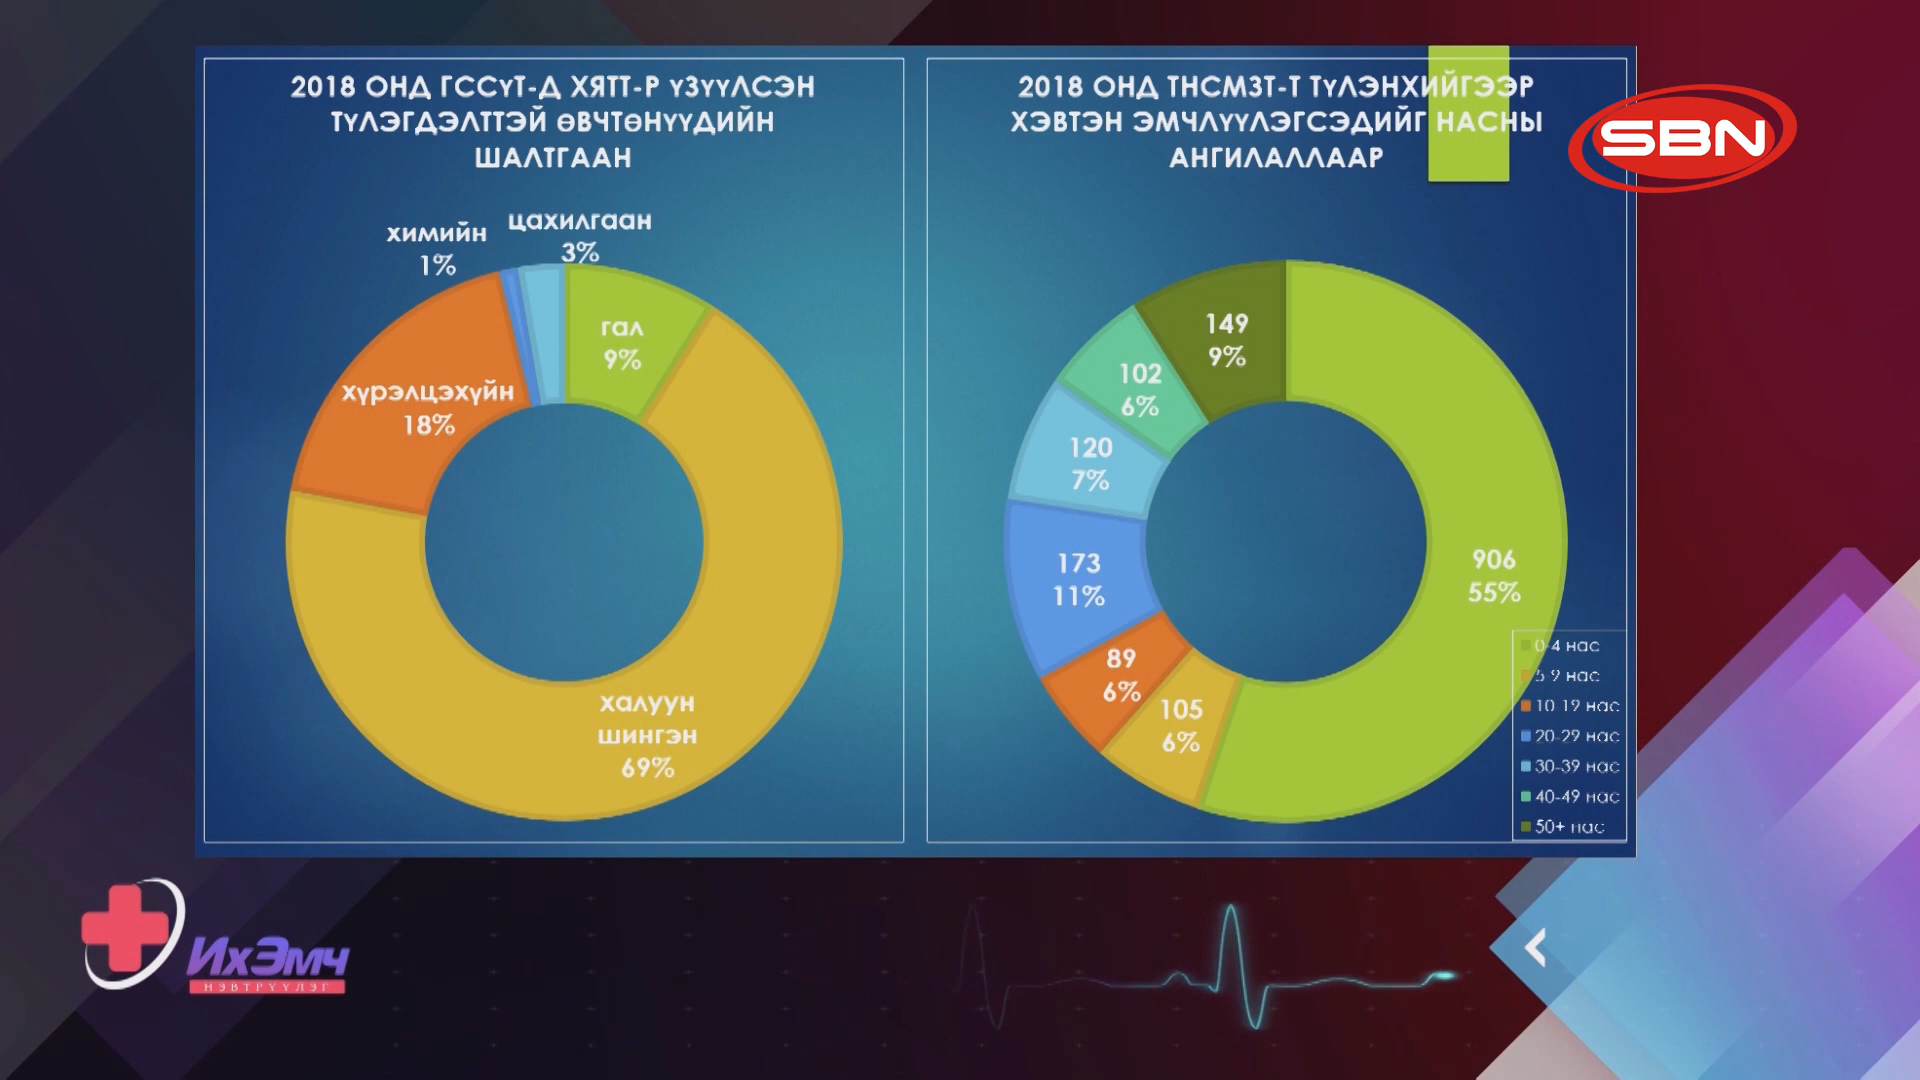 2018 ОНД ГССҮТ-Д ХЯТТ-Р ҮЗҮҮЛСЭН
ТҮЛЭГДЭЛТТЭЙ ӨВЧТӨНҮҮДИЙН
ШАЛТГААН
химийн
1%
цахилгаан
3%
гал
9%
хүрэлцэхүйн
18%
халуун
шингэн
69%
2018 ОНД ТНСМЗТ-Т ТҮЛЭНХИЙГЭЭР
ХЭВТЭН ЭМЧЛҮҮЛЭГСЭДИЙГ НАСНЫ
АНГИЛАЛЛААР
149
9%
102
6%
120
7%
173
11%
89
6%
105
6%
906
55%
0-4 нас
5-9 нас
10-19 нас
20-29 нас
30-39 нас
40-49 нас
50+ нас
SBN
ИхЭмч
НЭВТРҮҮЛЭГ